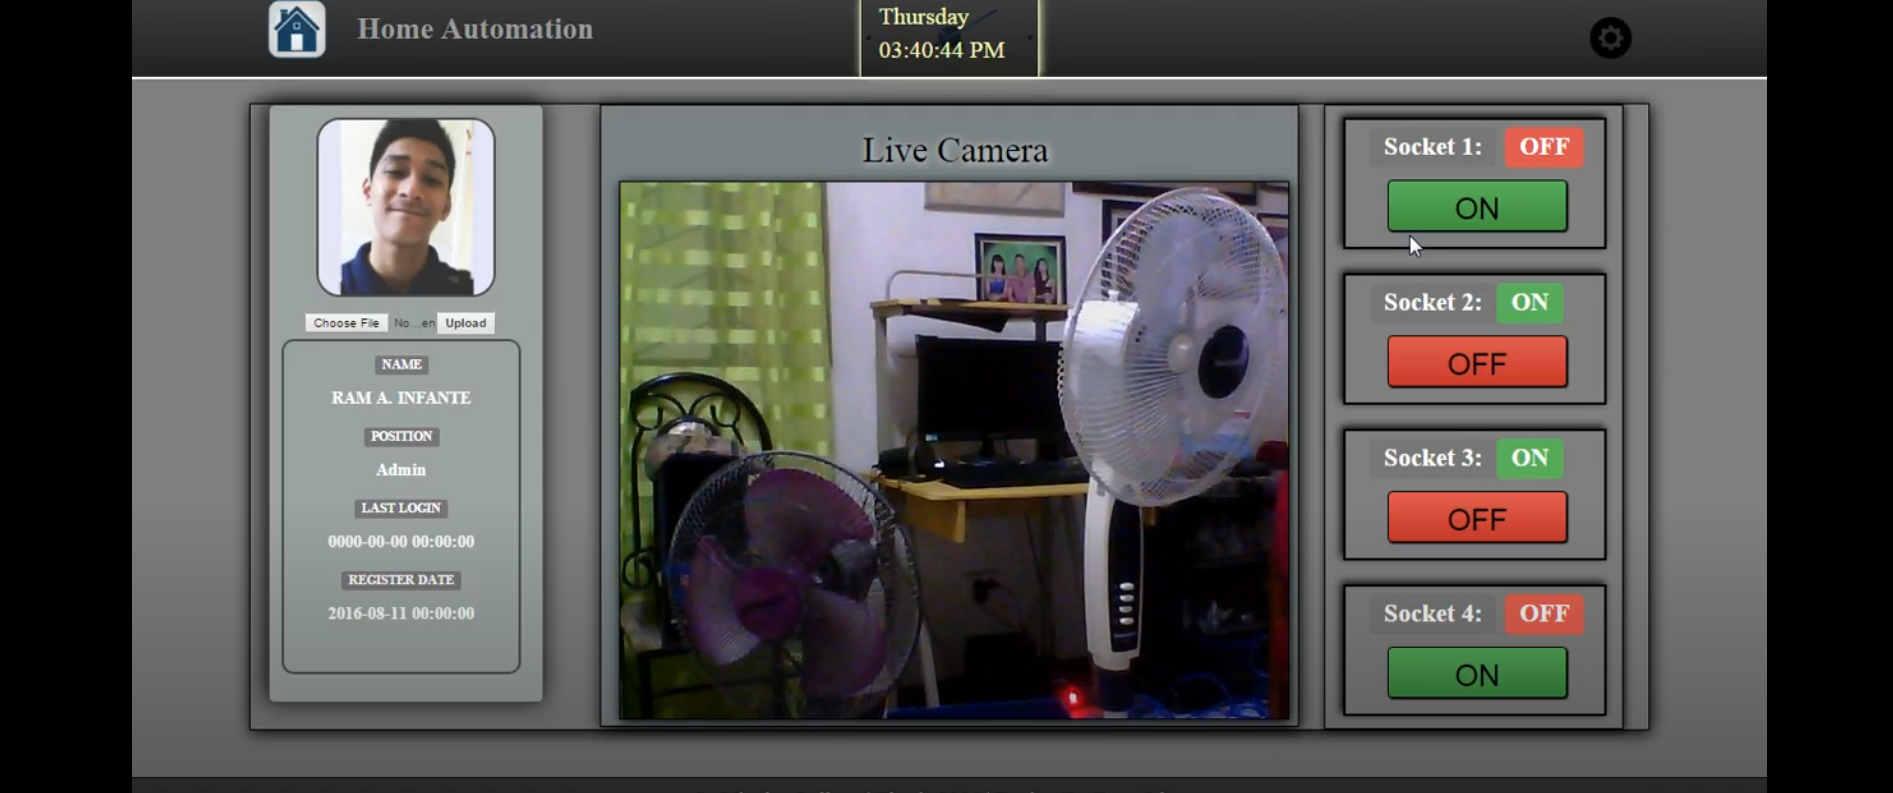 Home Automation
Thursday
03:40:44 PM
Choose File No...en Upload
NAME
RAM A. INFANTE
POSITION
Admin
LAST LOGIN
0000-00-00 00:00:00
REGISTER DATE
2016-08-11 00:00:00
Live Camera
Socket 1: OFF
ON
Socket 2: ON
OFF
Socket 3: ON
OFF
Socket 4: OFF
ON